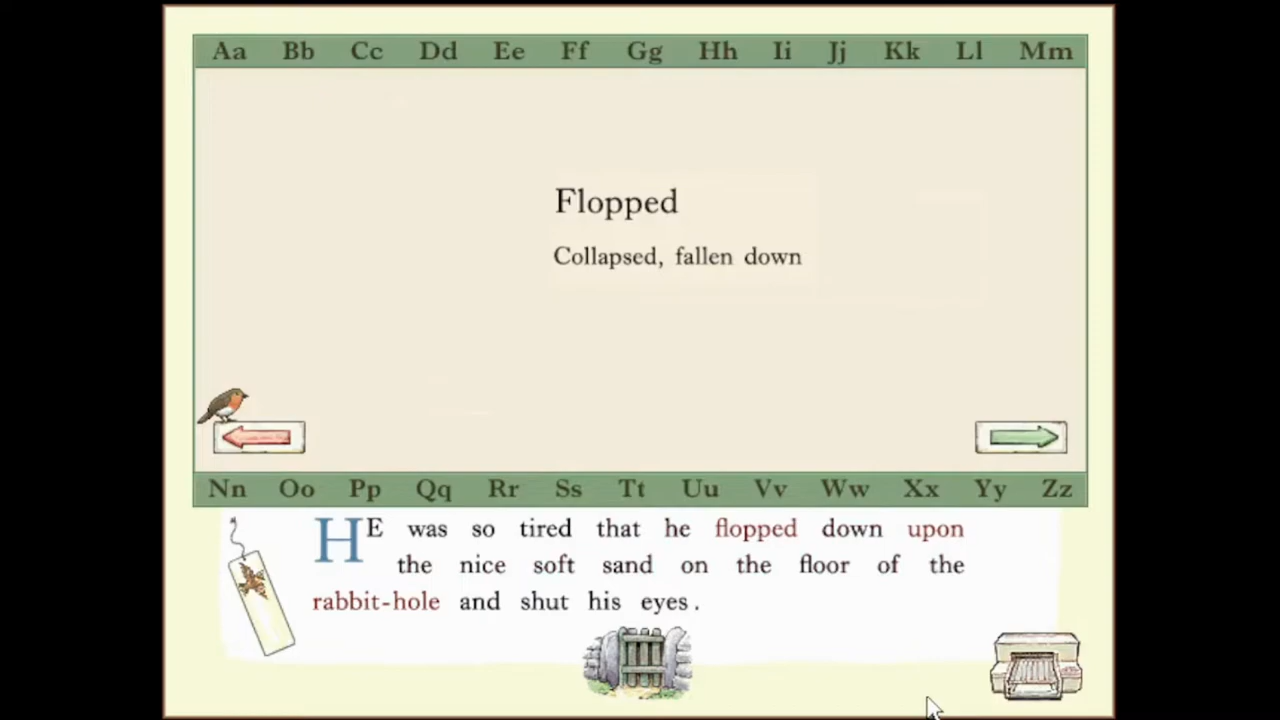 Aa Bb Cc Dd Ee Ff Gg Hh Ii Jj Kk Ll Mm
Flopped
Collapsed, fallen down
Nn Oo Pp Qq Rr Ss Tt Uu Vv Ww Xx Yy Zz
HE was so tired that he flopped down upon
the nice soft sand on the floor of the
rabbit-hole and shut his eyes.